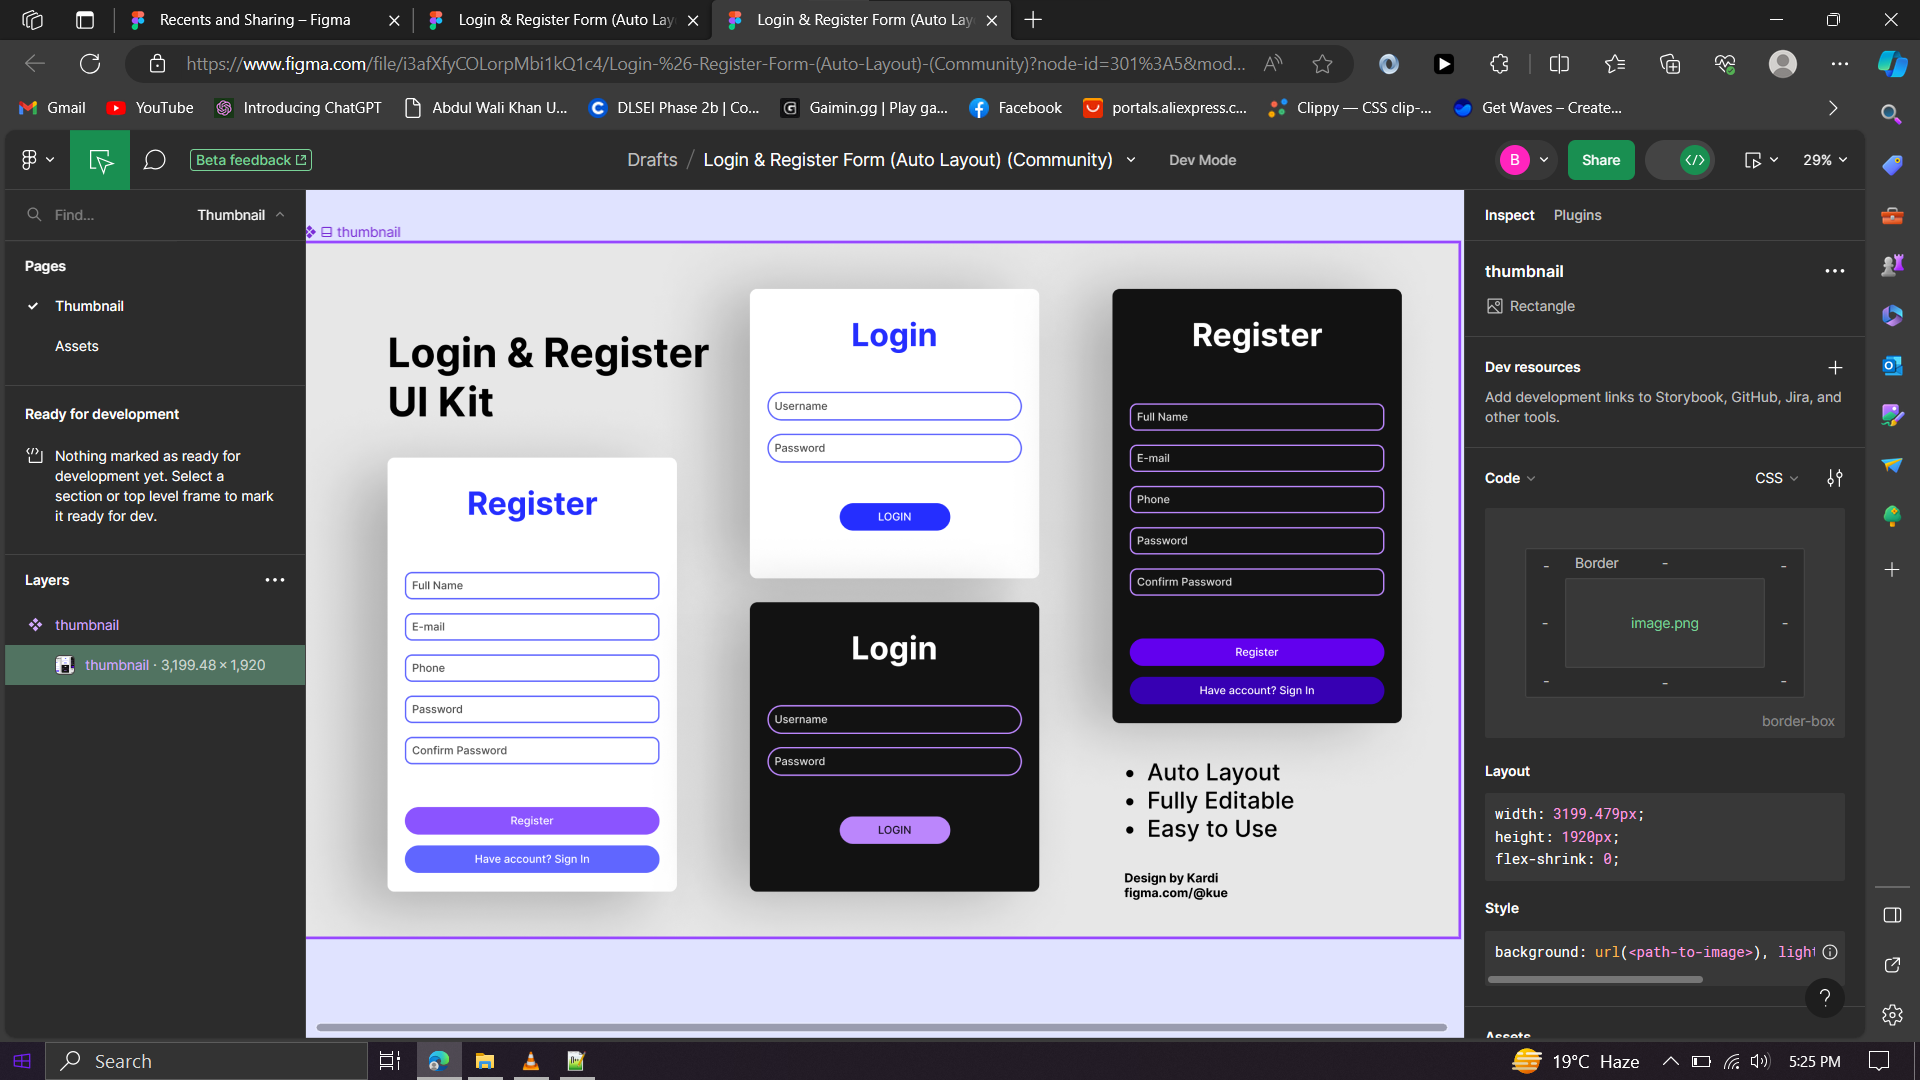 Recents and Sharing – Figma
Login & Register Form (Auto Lay
Login & Register Form (Auto Lay
https://www.figma.com/file/i3afXfyCOLorpMbi1kQ1c4/Login-%26-Register-Form-(Auto-Layout)-(Community)?node-id=301%3A5&mod...
Gmail
YouTube
Introducing ChatGPT
Abdul Wali Khan U...
DLSEI Phase 2b | Co...
Gaimin.gg | Play ga...
Facebook
portals.aliexpress.c...
Clippy — CSS clip-...
Get Waves – Create...
Beta feedback
Drafts / Login & Register Form (Auto Layout) (Community)
Dev Mode
B
Share
29%
Find...
Thumbnail
Pages
Thumbnail
Assets
Ready for development
Nothing marked as ready for
development yet. Select a
section or top level frame to mark
it ready for dev.
Layers
thumbnail
thumbnail · 3,199.48 × 1,920
thumbnail
Login & Register
UI Kit
Register
Full Name
E-mail
Phone
Password
Confirm Password
Register
Have account? Sign In
Login
Username
Password
LOGIN
Login
Username
Password
LOGIN
Register
Full Name
E-mail
Phone
Password
Confirm Password
Register
Have account? Sign In
• Auto Layout
• Fully Editable
• Easy to Use
Design by Kardi
figma.com/@kue
Inspect
Plugins
thumbnail
Rectangle
Dev resources
Add development links to Storybook, GitHub, Jira, and
other tools.
Code
CSS
Border
-
-
-
-
-
-
-
-
image.png
border-box
Layout
width: 3199.479px;
height: 1920px;
flex-shrink: 0;
Style
background: url(<path-to-image>), light
?
Assets
Search
19°C Haze
5:25 PM